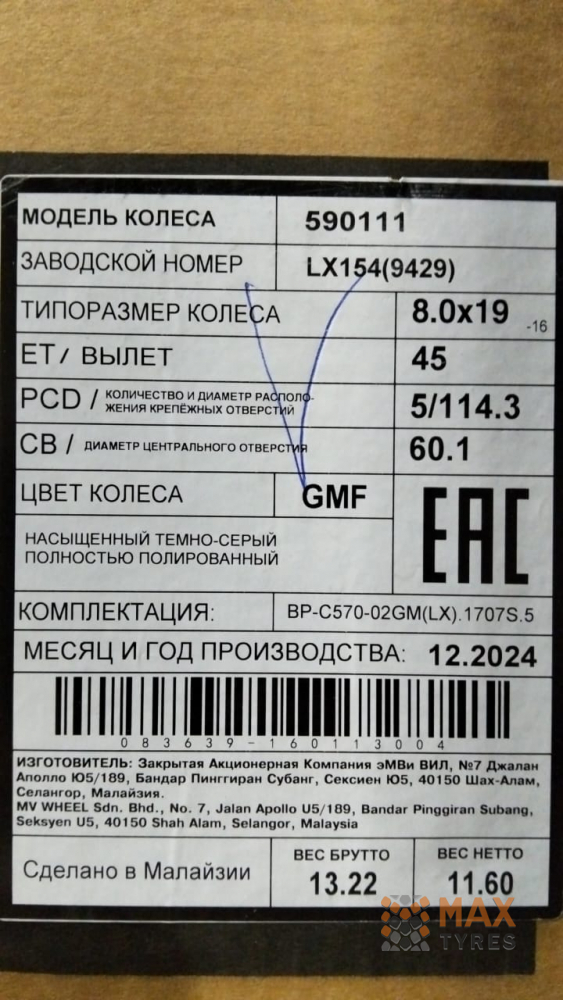 МОДЕЛЬ КОЛЕСА 590111
ЗАВОДСКОЙ НОМЕР LX154(9429)
ТИПОРАЗМЕР КОЛЕСА 8.0x19 -16
ET/ ВЫЛЕТ 45
PCD / КОЛИЧЕСТВО И ДИАМЕТР РАСПОЛО-
ЖЕНИЯ КРЕПЁЖНЫХ ОТВЕРСТИЙ 5/114.3
CB / ДИАМЕТР ЦЕНТРАЛЬНОГО ОТВЕРСТИЯ 60.1
ЦВЕТ КОЛЕСА GMF
EAC
НАСЫЩЕННЫЙ ТЕМНО-СЕРЫЙ
ПОЛНОСТЬЮ ПОЛИРОВАННЫЙ
КОМПЛЕКТАЦИЯ: BP-C570-02GM(LX).1707S.5
МЕСЯЦ И ГОД ПРОИЗВОДСТВА: 12.2024
083639-160113004
ИЗГОТОВИТЕЛЬ: Закрытая Акционерная Компания эМВи ВИЛ, №7 Джалан
Аполло Ю5/189, Бандар Пинггиран Субанг, Сексиен Ю5, 40150 Шах-Алам,
Селангор, Малайзия.
MV WHEEL Sdn. Bhd., No. 7, Jalan Apollo U5/189, Bandar Pinggiran Subang,
Seksyen U5, 40150 Shah Alam, Selangor, Malaysia
Сделано в Малайзии
ВЕС БРУТТО
13.22
ВЕС НЕТТО
11.60
MAX
TYRES